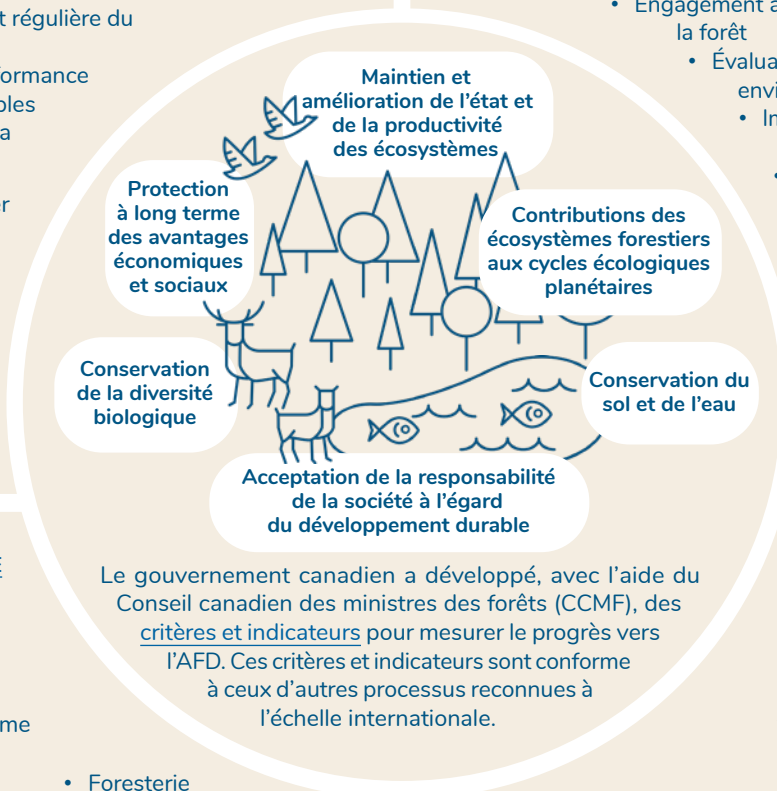 t régulière du
ormance
bles
a
er
Engagement a
la forêt
• Évalua
envi
• In
Maintien et
amélioration de l'état et
de la productivité
des écosystèmes
Protection
à long terme
des avantages
économiques
et sociaux
Contributions des
écosystèmes forestiers
aux cycles écologiques
planétaires
Conservation
de la diversité
biologique
Conservation du
sol et de l'eau
Acceptation de la responsabilité
de la société à l'égard
du développement durable
Le gouvernement canadien a développé, avec l'aide du
Conseil canadien des ministres des forêts (CCMF), des
critères et indicateurs pour mesurer le progrès vers
l'AFD. Ces critères et indicateurs sont conforme
à ceux d'autres processus reconnues à
l'échelle internationale.
me
• Foresterie